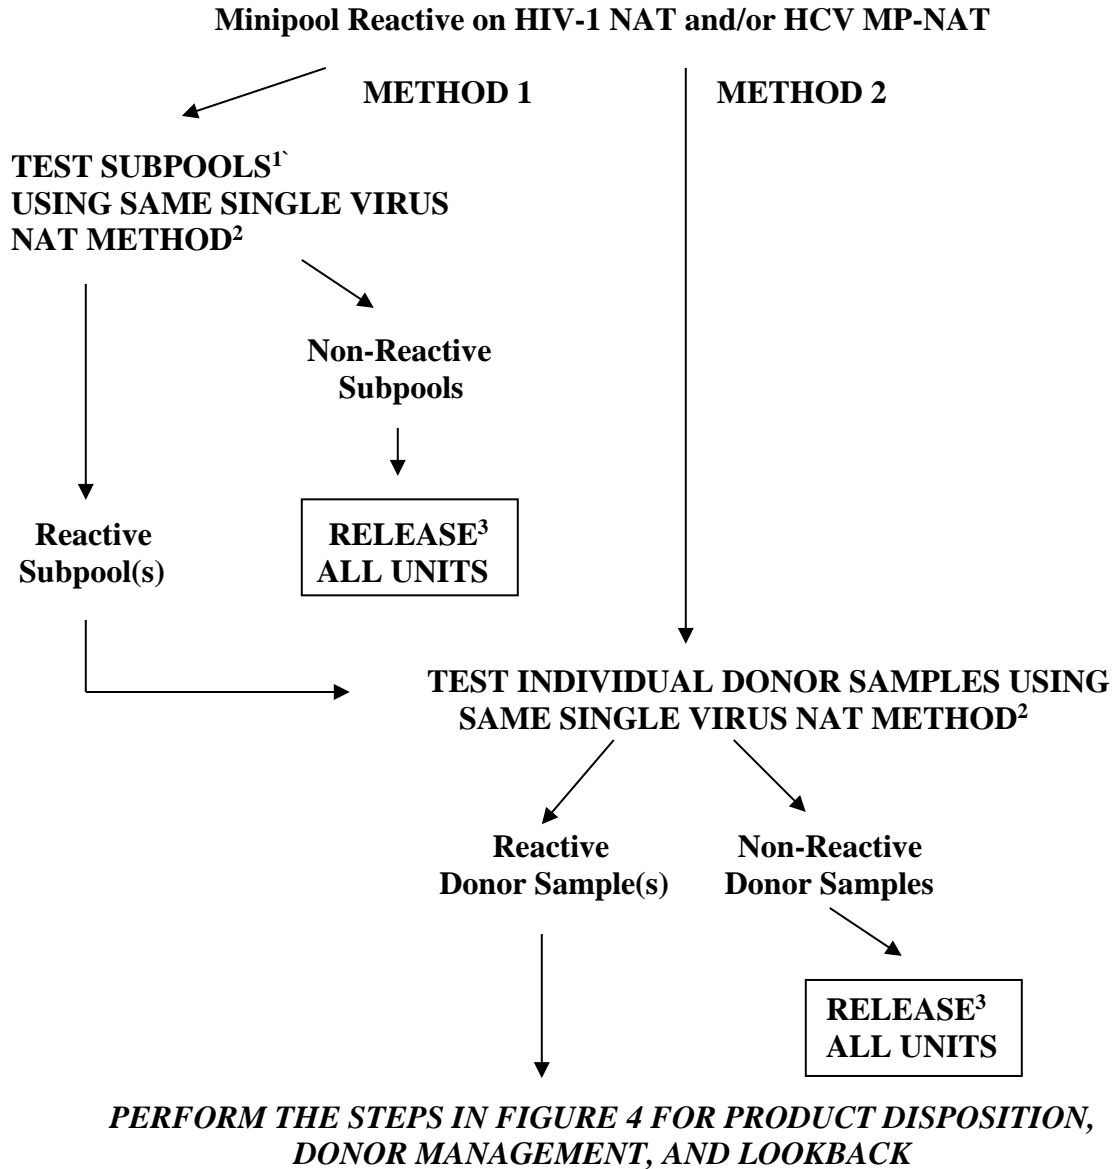 Minipool Reactive on HIV-1 NAT and/or HCV MP-NAT
METHOD 1
METHOD 2
TEST SUBPOOLS¹`
USING SAME SINGLE VIRUS
NAT METHOD²
Non-Reactive
Subpools
Reactive
Subpool(s)
RELEASE³
ALL UNITS
TEST INDIVIDUAL DONOR SAMPLES USING
SAME SINGLE VIRUS NAT METHOD²
Reactive
Donor Sample(s)
Non-Reactive
Donor Samples
RELEASE³
ALL UNITS
PERFORM THE STEPS IN FIGURE 4 FOR PRODUCT DISPOSITION,
DONOR MANAGEMENT, AND LOOKBACK